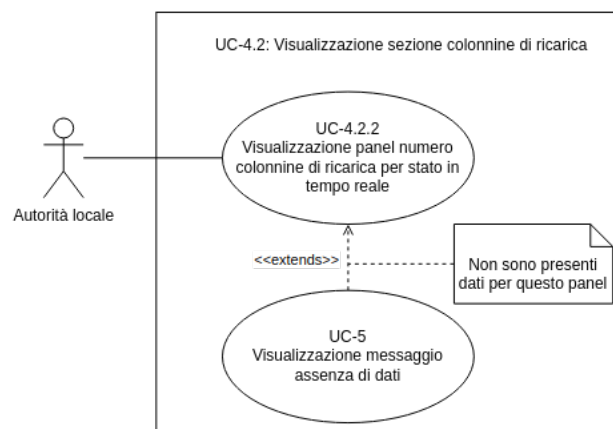 UC-4.2: Visualizzazione sezione colonnine di ricarica
UC-4.2.2
Visualizzazione panel numero
colonnine di ricarica per stato in
tempo reale
Autorità locale
<<extends>>
Non sono presenti
dati per questo panel
UC-5
Visualizzazione messaggio
assenza di dati